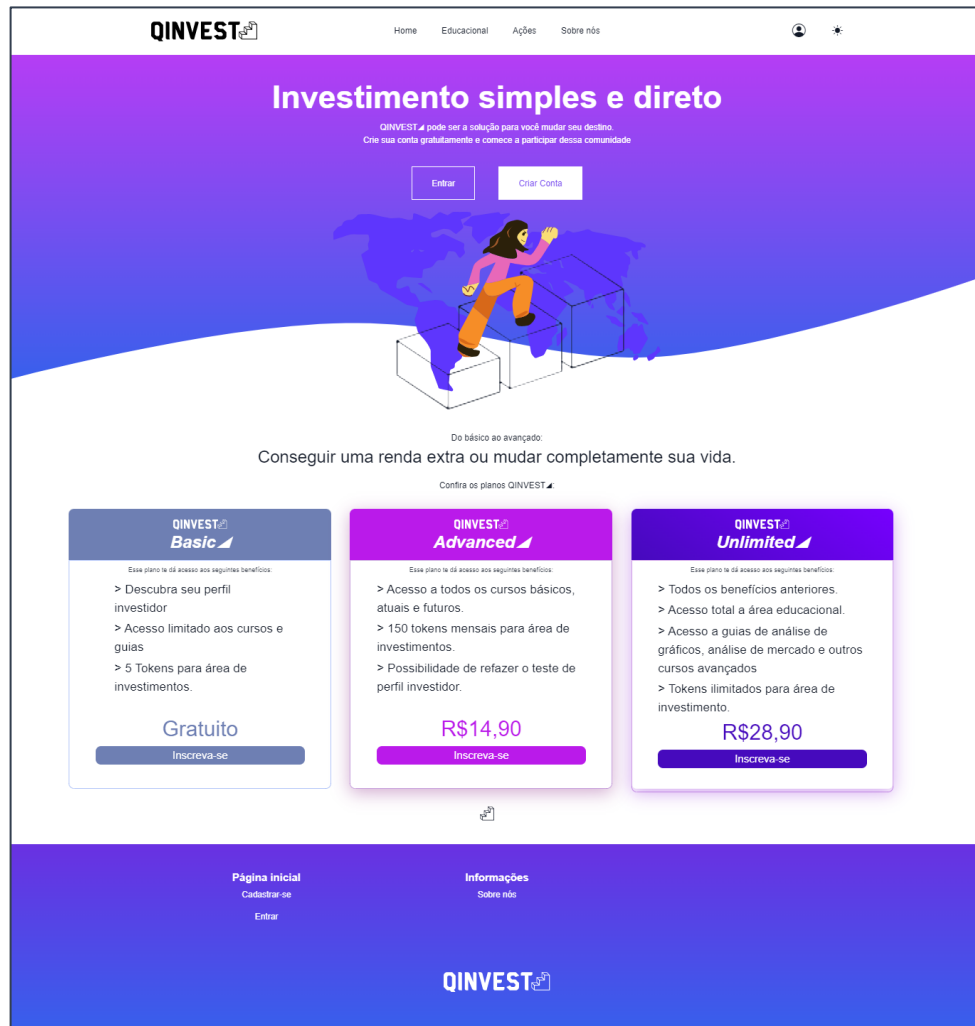 QINVEST
Home Educacional Ações Sobre nós
Investimento simples e direto
QINVEST◢ pode ser a solução para você mudar seu destino.
Crie sua conta gratuitamente e comece a participar dessa comunidade
Entrar Criar Conta
Do básico ao avançado:
Conseguir uma renda extra ou mudar completamente sua vida.
Confira os planos QINVEST◢:
QINVEST
Basic◢
Esse plano te dá acesso aos seguintes benefícios:
> Descubra seu perfil
investidor
> Acesso limitado aos cursos e
guias
> 5 Tokens para área de
investimentos.
Gratuito
Inscreva-se
QINVEST
Advanced◢
Esse plano te dá acesso aos seguintes benefícios:
> Acesso a todos os cursos básicos,
atuais e futuros.
> 150 tokens mensais para área de
investimentos.
> Possibilidade de refazer o teste de
perfil investidor.
R$14,90
Inscreva-se
QINVEST
Unlimited◢
Esse plano te dá acesso aos seguintes benefícios:
> Todos os benefícios anteriores.
> Acesso total a área educacional.
> Acesso a guias de análise de
gráficos, análise de mercado e outros
cursos avançados
> Tokens ilimitados para área de
investimento.
R$28,90
Inscreva-se
Página inicial
Cadastrar-se
Entrar
Informações
Sobre nós
QINVEST